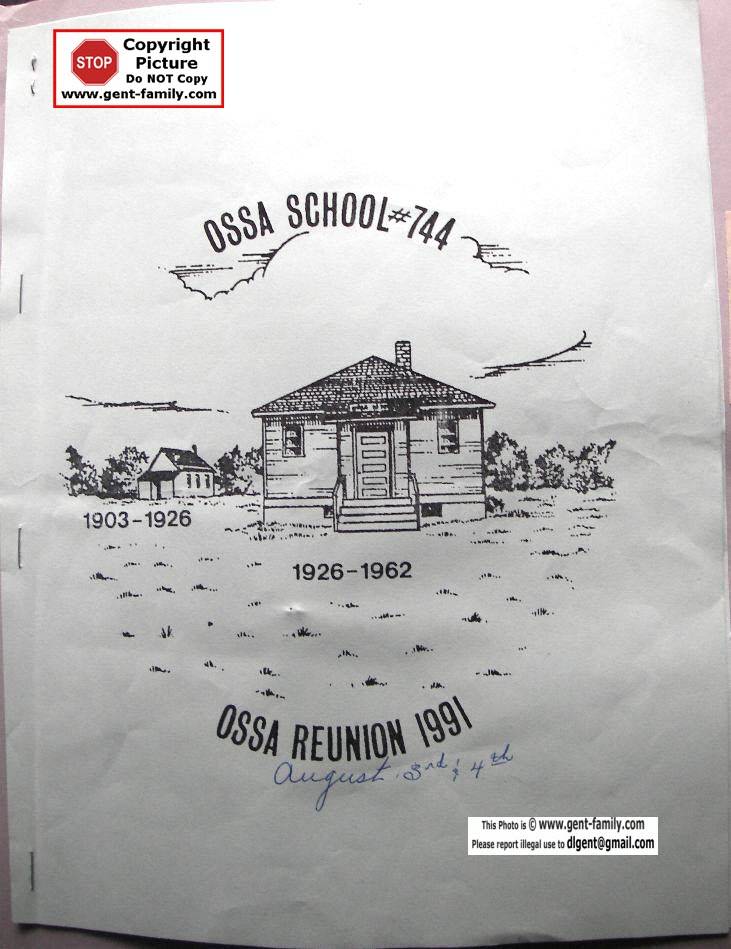 STOP
Copyright
Picture
Do NOT Copy
www.gent-family.com
OSSA SCHOOL #744
1903-1926
1926-1962
OSSA REUNION 1991
August 3rd & 4th
This Photo is © www.gent-family.com
Please report illegal use to dlgent@gmail.com